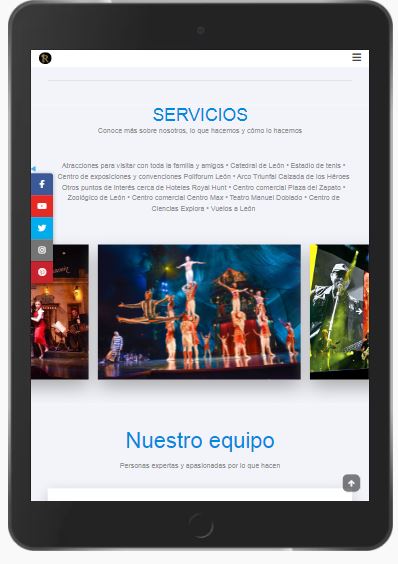 R
SERVICIOS
Conoce más sobre nosotros, lo que hacemos y cómo lo hacemos
Atracciones para visitar con toda la familia y amigos • Catedral de León • Estadio de tenis •
Centro de exposiciones y convenciones Poliforum León • Arco Triunfal Calzada de los Héroes
Otros puntos de interés cerca de Hoteles Royal Hunt • Centro comercial Plaza del Zapato •
Zoológico de León • Centro comercial Centro Max • Teatro Manuel Doblado • Centro de
Ciencias Explora • Vuelos a León
Nuestro equipo
Personas expertas y apasionadas por lo que hacen